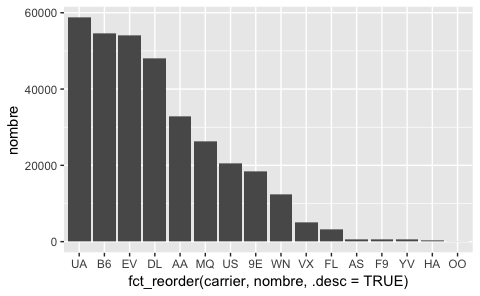 60000
40000
20000
0
nombre
UA B6 EV DL AA MQ US 9E WN VX FL AS F9 YV HA OO
fct_reorder(carrier, nombre, .desc = TRUE)